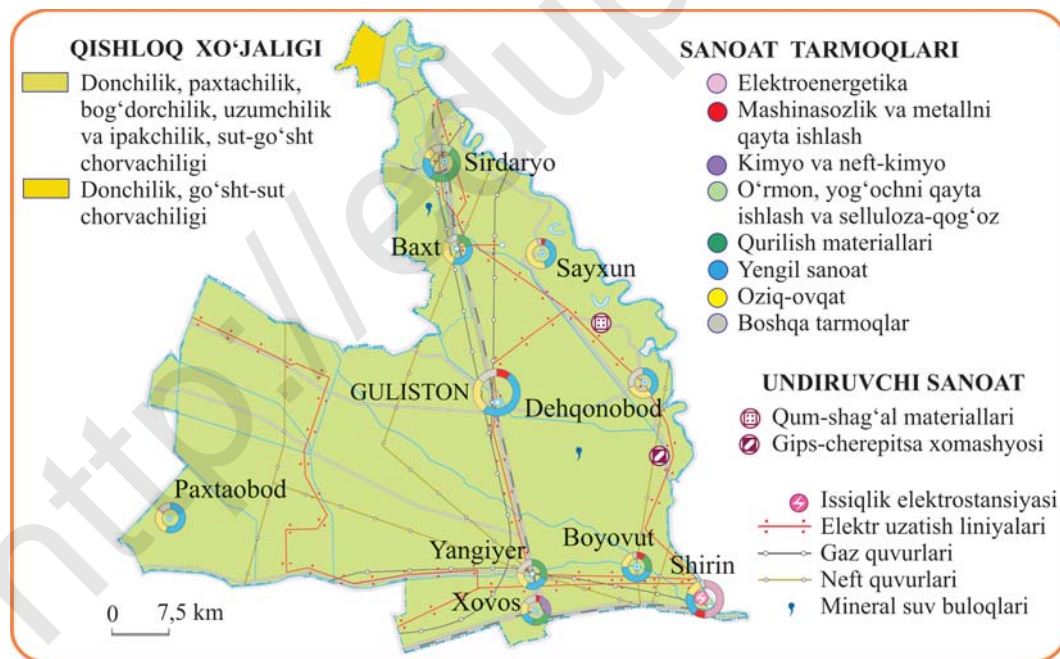 QISHLOQ XO‘JALIGI
Donchilik, paxtachilik,
bog‘dorchilik, uzumchilik
va ipakchilik, sut-go‘sht
chorvachiligi
Donchilik, go‘sht-sut
chorvachiligi
SANOAT TARMOQLARI
Elektroenergetika
Mashinasozlik va metallni
qayta ishlash
Kimyo va neft-kimyo
O‘rmon, yog‘ochni qayta
ishlash va selluloza-qog‘oz
Qurilish materiallari
Yengil sanoat
Oziq-ovqat
Boshqa tarmoqlar
UNDIRUVCHI SANOAT
Qum-shag‘al materiallari
Gips-cherepitsa xomashyosi
Issiqlik elektrostansiyasi
Elektr uzatish liniyalari
Gaz quvurlari
Neft quvurlari
Mineral suv buloqlari
Sirdaryo
Baxt
Sayxun
GULISTON
Dehqonobod
Paxtaobod
Yangiyer
Boyovut
Shirin
Xovos
0 7,5 km
http://edup